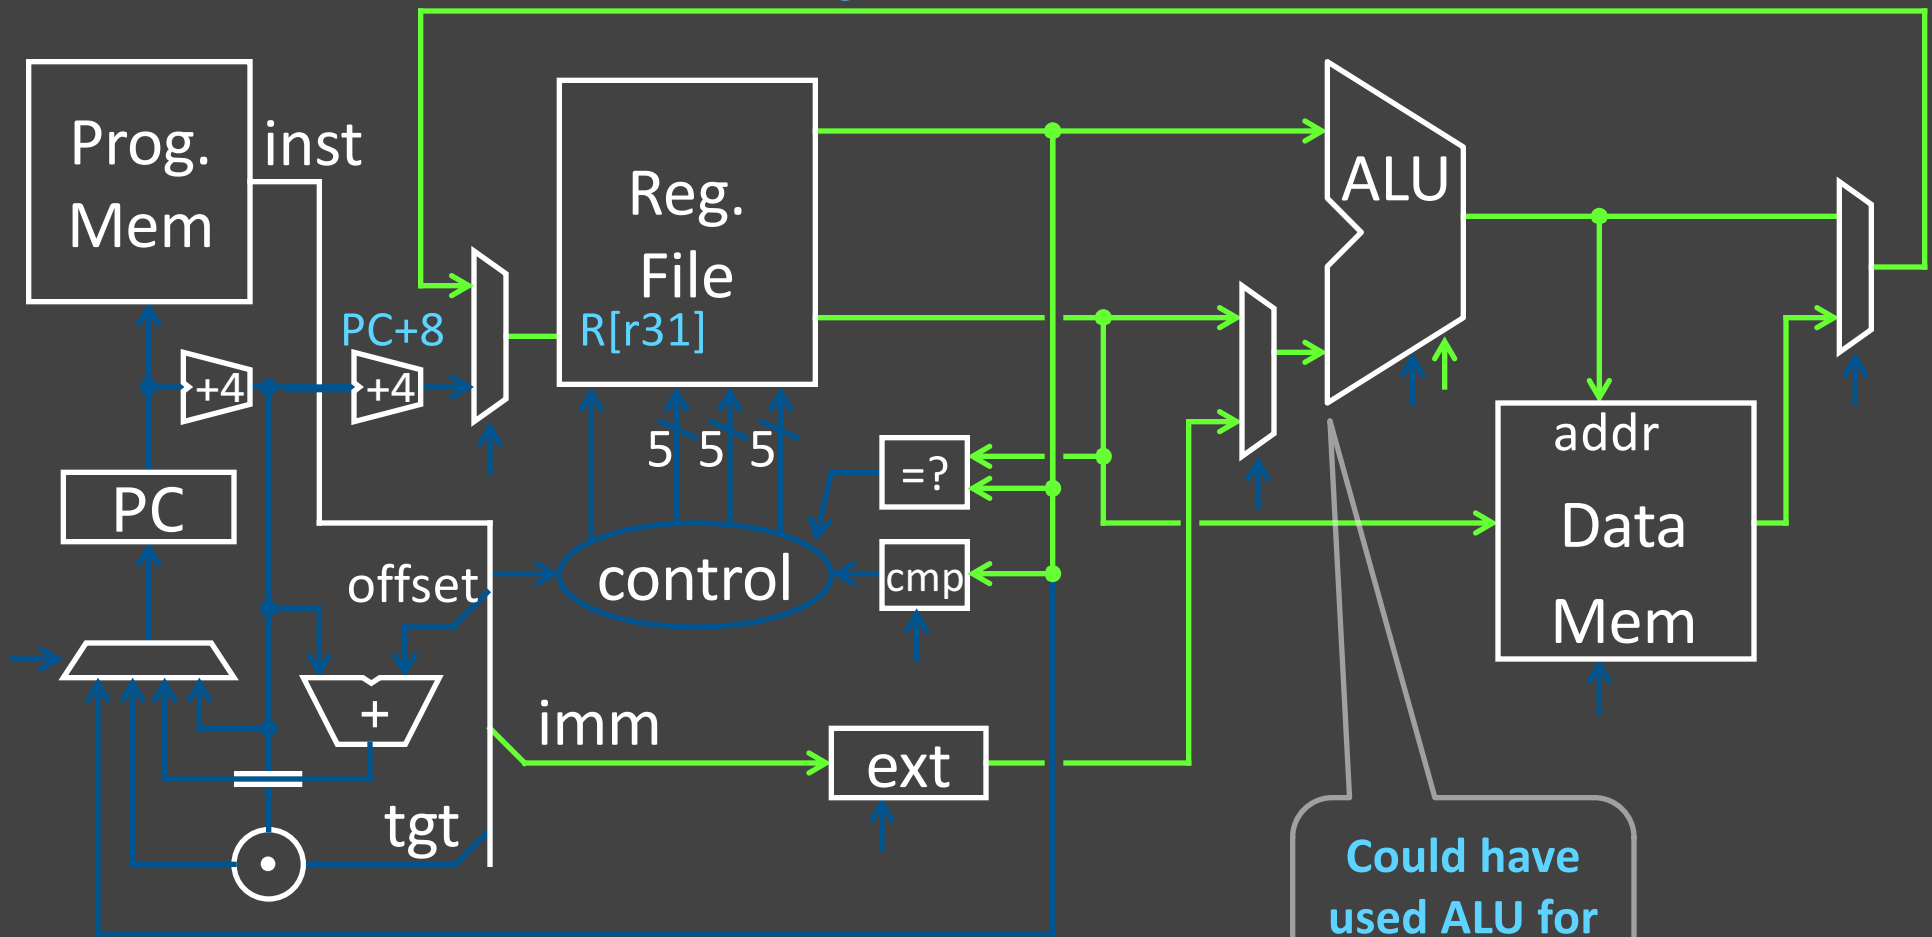 Prog.
Mem
inst
Reg.
File
R[r31]
ALU
PC+8
+4
+4
5 5 5
=?
addr
Data
Mem
PC
offset
control
cmp
+
imm
ext
tgt
Could have
used ALU for